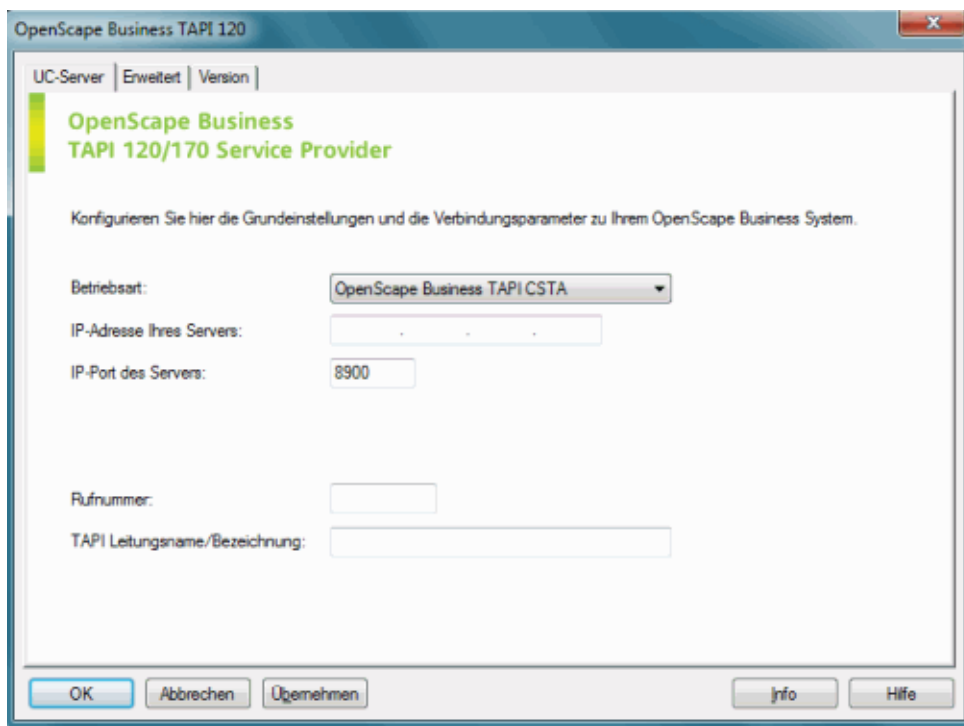 OpenScape Business TAPI 120
UC-Server Erweitert Version
OpenScape Business
TAPI 120/170 Service Provider
Konfigurieren Sie hier die Grundeinstellungen und die Verbindungsparameter zu Ihrem OpenScape Business System.
Betriebsart: OpenScape Business TAPI CSTA
IP-Adresse Ihres Servers: . . .
IP-Port des Servers: 8900
Rufnummer:
TAPI Leitungsname/Bezeichnung:
OK Abbrechen Übernehmen Info Hilfe